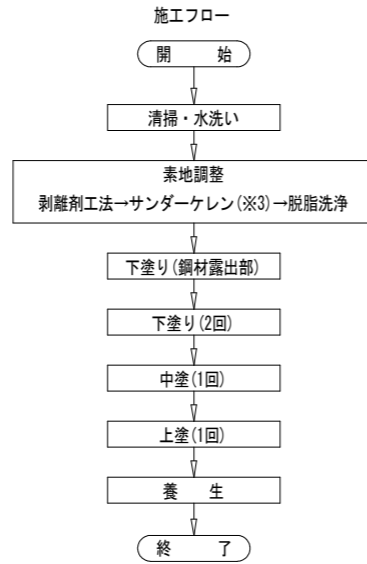 施工フロー
開　　始
清掃・水洗い
素地調整
剥離剤工法→サンダーケレン(※3)→脱脂洗浄
下塗り(鋼材露出部)
下塗り(2回)
中塗(1回)
上塗(1回)
養　　生
終　　了